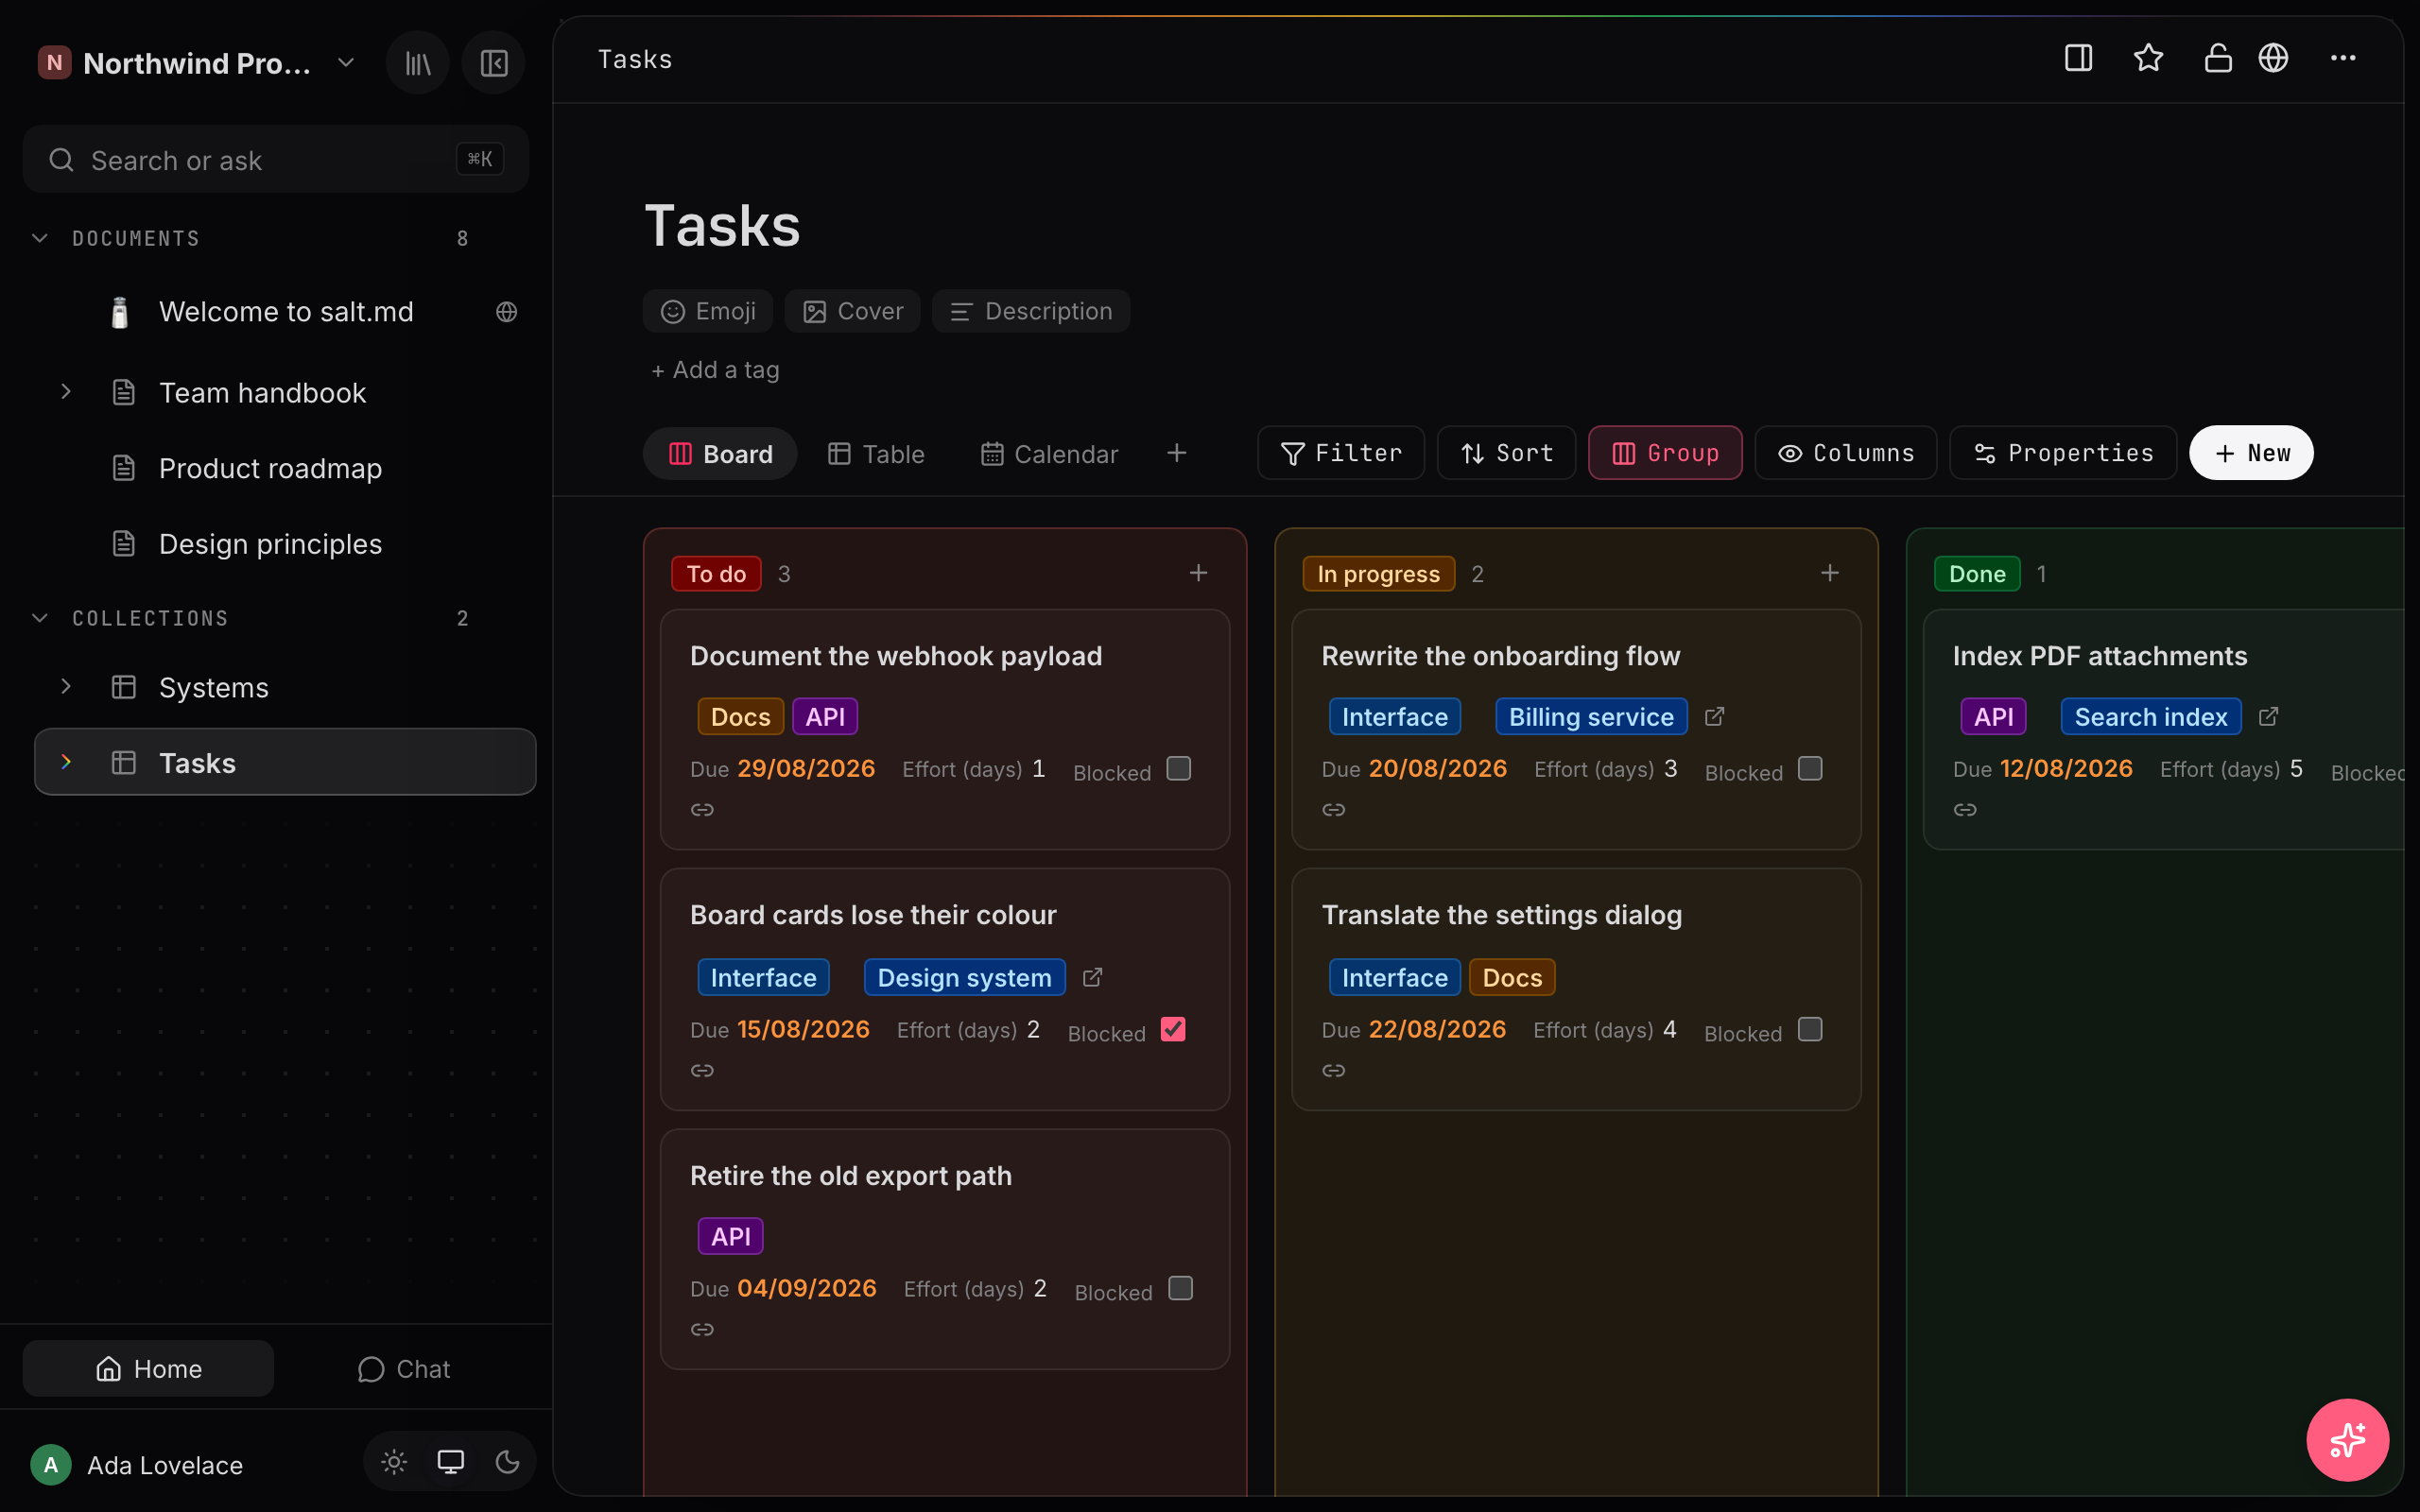 N Northwind Pro...
Search or ask ⌘K
DOCUMENTS 8
Welcome to salt.md
Team handbook
Product roadmap
Design principles
COLLECTIONS 2
Systems
Tasks
Home Chat
A Ada Lovelace
Tasks
Tasks
Emoji Cover Description
+ Add a tag
Board Table Calendar + Filter Sort Group Columns Properties + New
To do 3 +
Document the webhook payload
Docs API
Due 29/08/2026 Effort (days) 1 Blocked
Board cards lose their colour
Interface Design system
Due 15/08/2026 Effort (days) 2 Blocked
Retire the old export path
API
Due 04/09/2026 Effort (days) 2 Blocked
In progress 2 +
Rewrite the onboarding flow
Interface Billing service
Due 20/08/2026 Effort (days) 3 Blocked
Translate the settings dialog
Interface Docs
Due 22/08/2026 Effort (days) 4 Blocked
Done 1
Index PDF attachments
API Search index
Due 12/08/2026 Effort (days) 5 Blocked